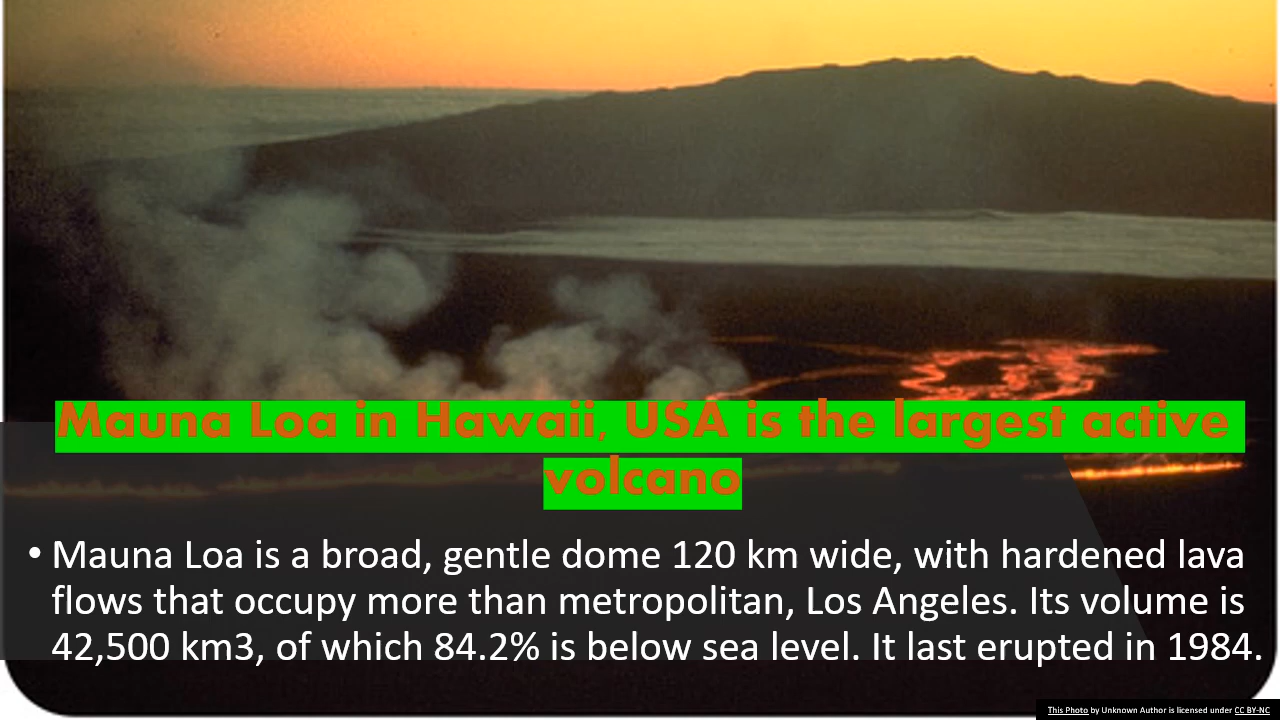 Mauna Loa in Hawaii, USA is the largest active
volcano
• Mauna Loa is a broad, gentle dome 120 km wide, with hardened lava
flows that occupy more than metropolitan, Los Angeles. Its volume is
42,500 km3, of which 84.2% is below sea level. It last erupted in 1984.
This Photo by Unknown Author is licensed under CC BY-NC